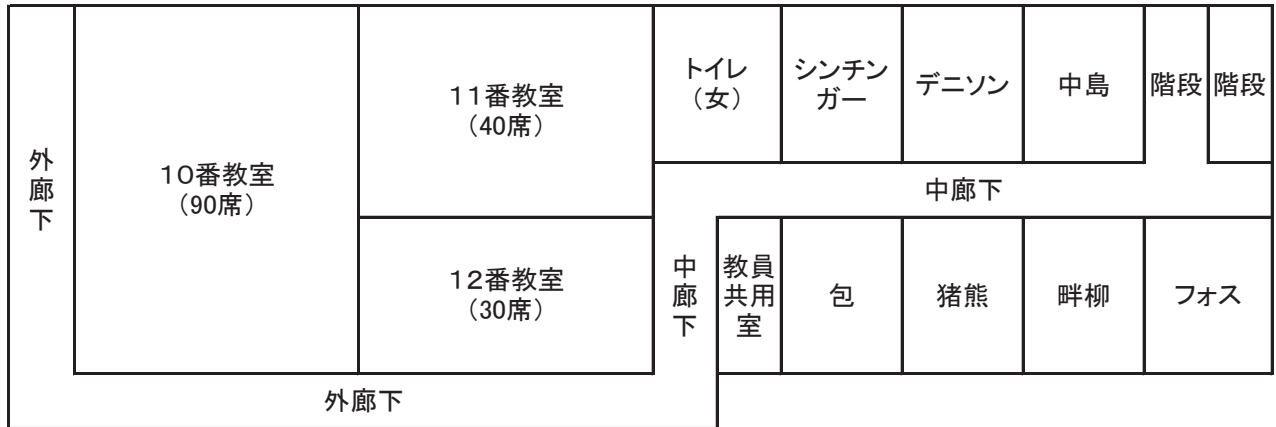 外廊下
10番教室
(90席)
11番教室
(40席)
12番教室
(30席)
トイレ
(女)
シンチン
ガー
デニソン
中島
階段
階段
中廊下
中廊下
教員
共用
室
包
猪熊
畔柳
フォス
外廊下